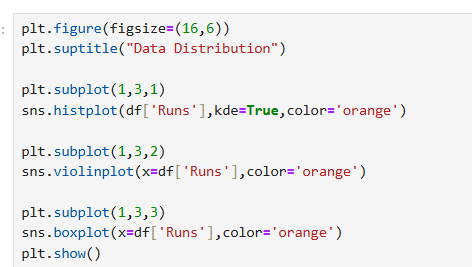 :
plt.figure(figsize=(16,6))
plt.suptitle("Data Distribution")
plt.subplot(1,3,1)
sns.histplot(df['Runs'],kde=True,color='orange')
plt.subplot(1,3,2)
sns.violinplot(x=df['Runs'],color='orange')
plt.subplot(1,3,3)
sns.boxplot(x=df['Runs'],color='orange')
plt.show()